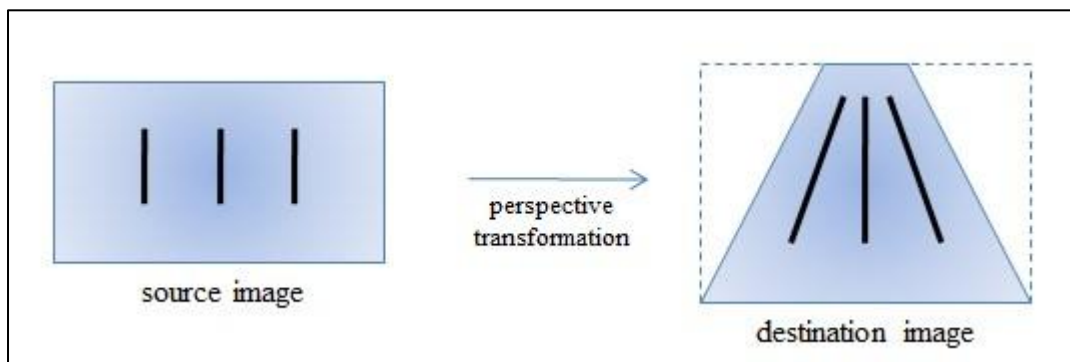 source image
perspective
transformation
destination image